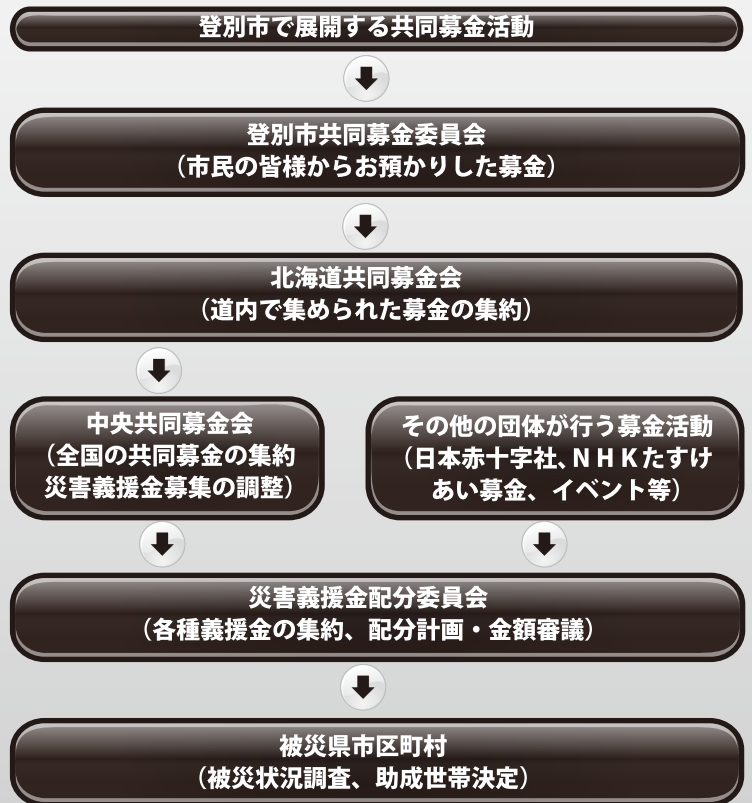 登別市で展開する共同募金活動
登別市共同募金委員会
（市民の皆様からお預かりした募金）
北海道共同募金会
（道内で集められた募金の集約）
中央共同募金会
（全国の共同募金の集約
災害義援金募集の調整）
その他の団体が行う募金活動
（日本赤十字社、ＮＨＫたすけ
あい募金、イベント等）
災害義援金配分委員会
（各種義援金の集約、配分計画・金額審議）
被災県市区町村
（被災状況調査、助成世帯決定）